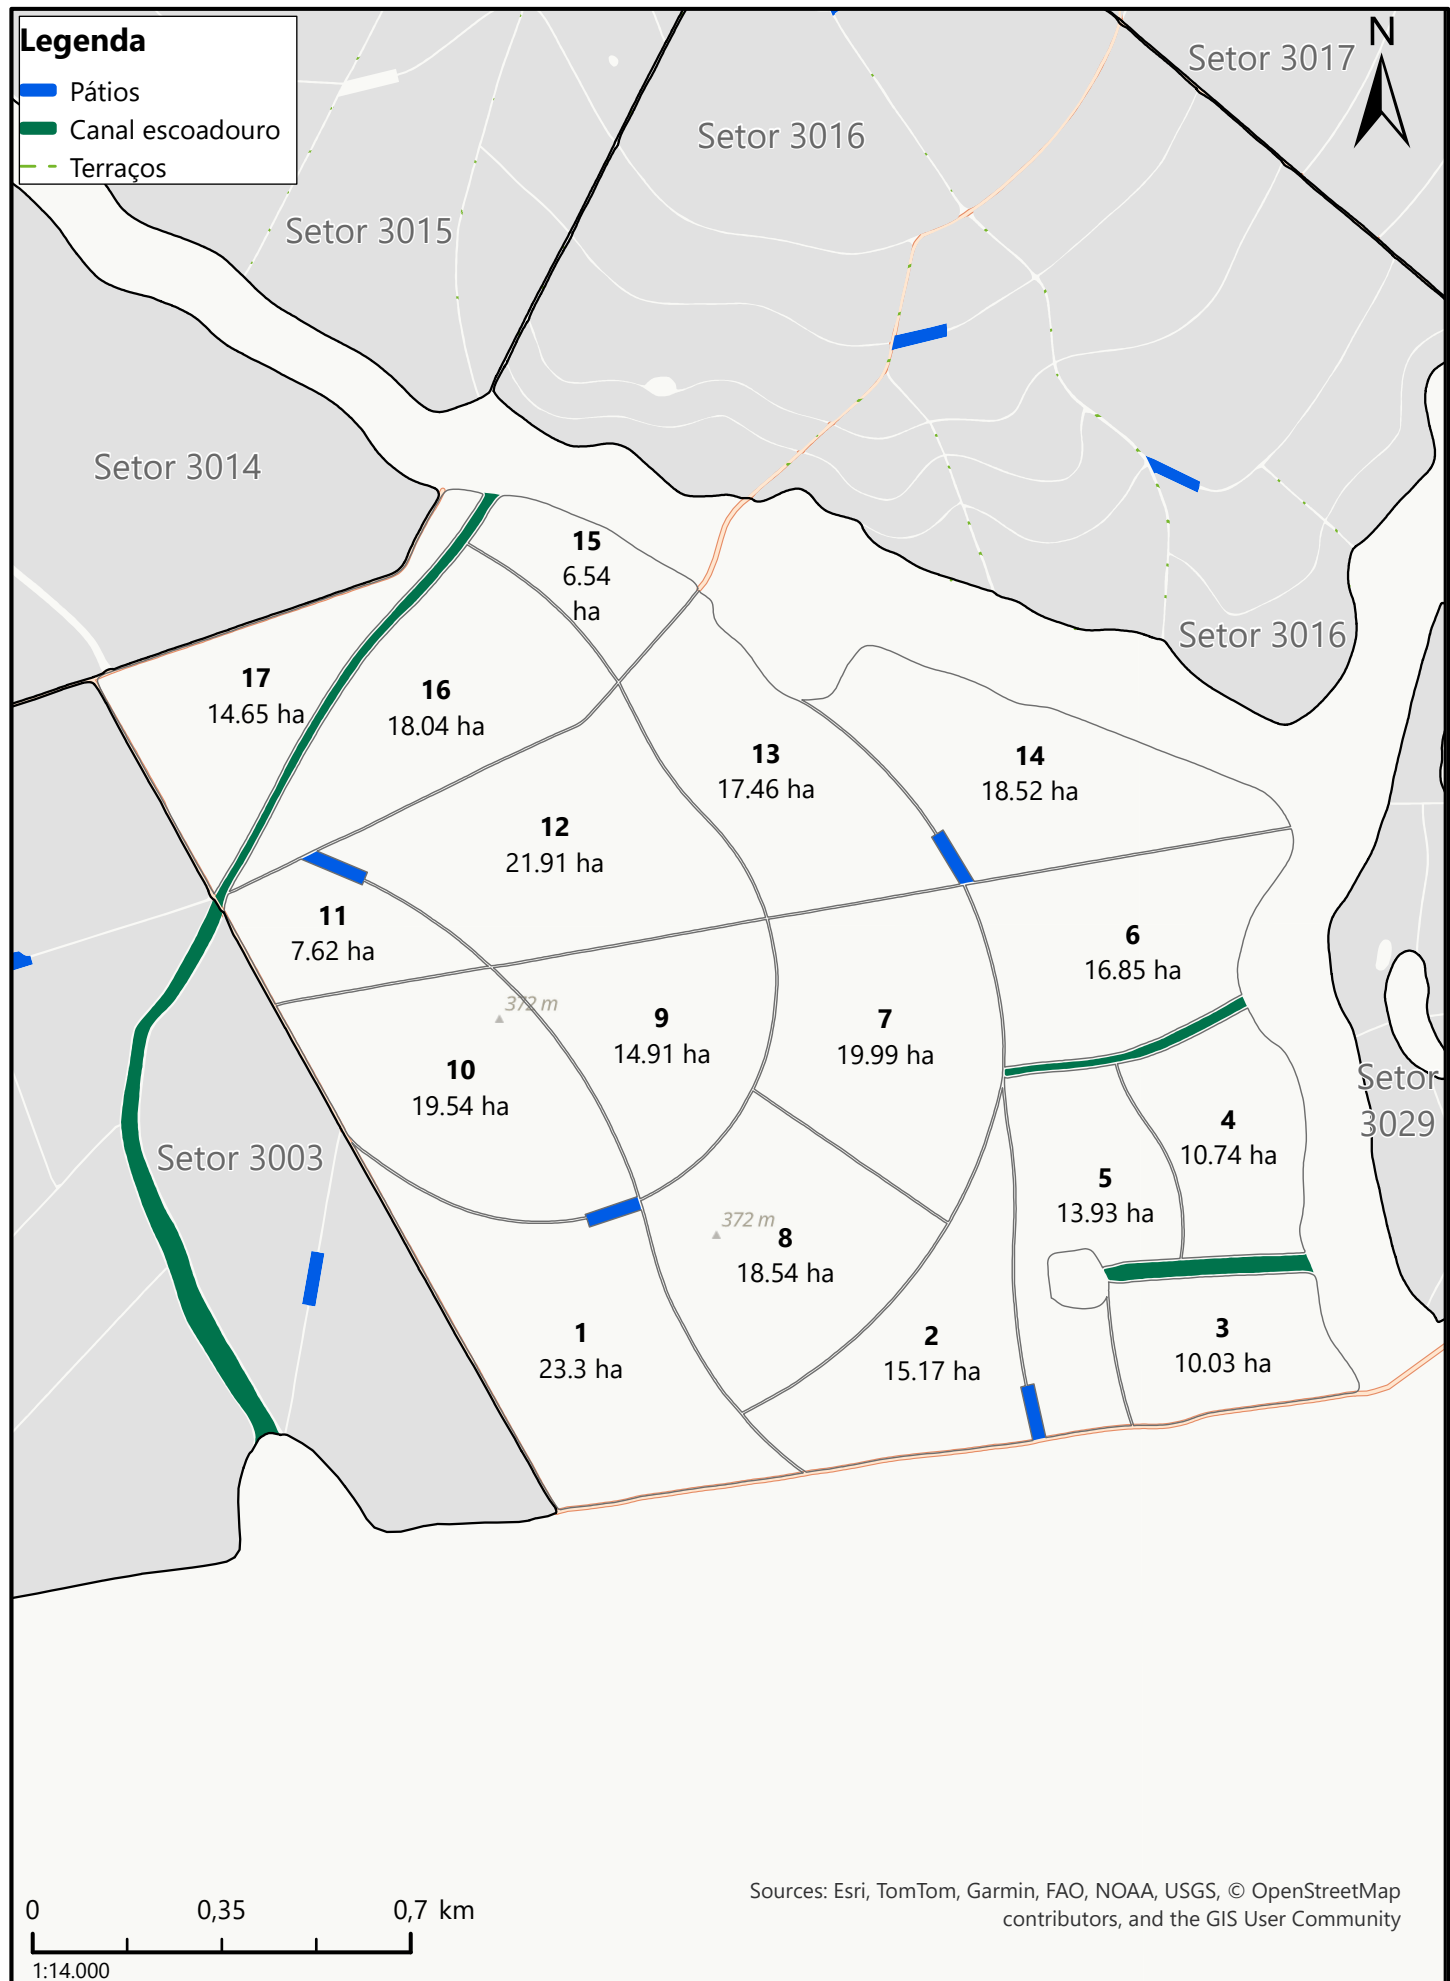 Legenda
Pátios
Canal escoadouro
Terraços
N
Setor 3017
Setor 3016
Setor 3015
Setor 3014
15
6.54
ha
Setor 3016
17
14.65 ha
16
18.04 ha
13
17.46 ha
14
18.52 ha
12
21.91 ha
11
7.62 ha
6
16.85 ha
372 m
9
14.91 ha
7
19.99 ha
10
19.54 ha
Setor
3029
4
10.74 ha
Setor 3003
5
13.93 ha
372 m
8
18.54 ha
1
23.3 ha
2
15.17 ha
3
10.03 ha
Sources: Esri, TomTom, Garmin, FAO, NOAA, USGS, © OpenStreetMap
contributors, and the GIS User Community
0 0,35 0,7 km
1:14.000